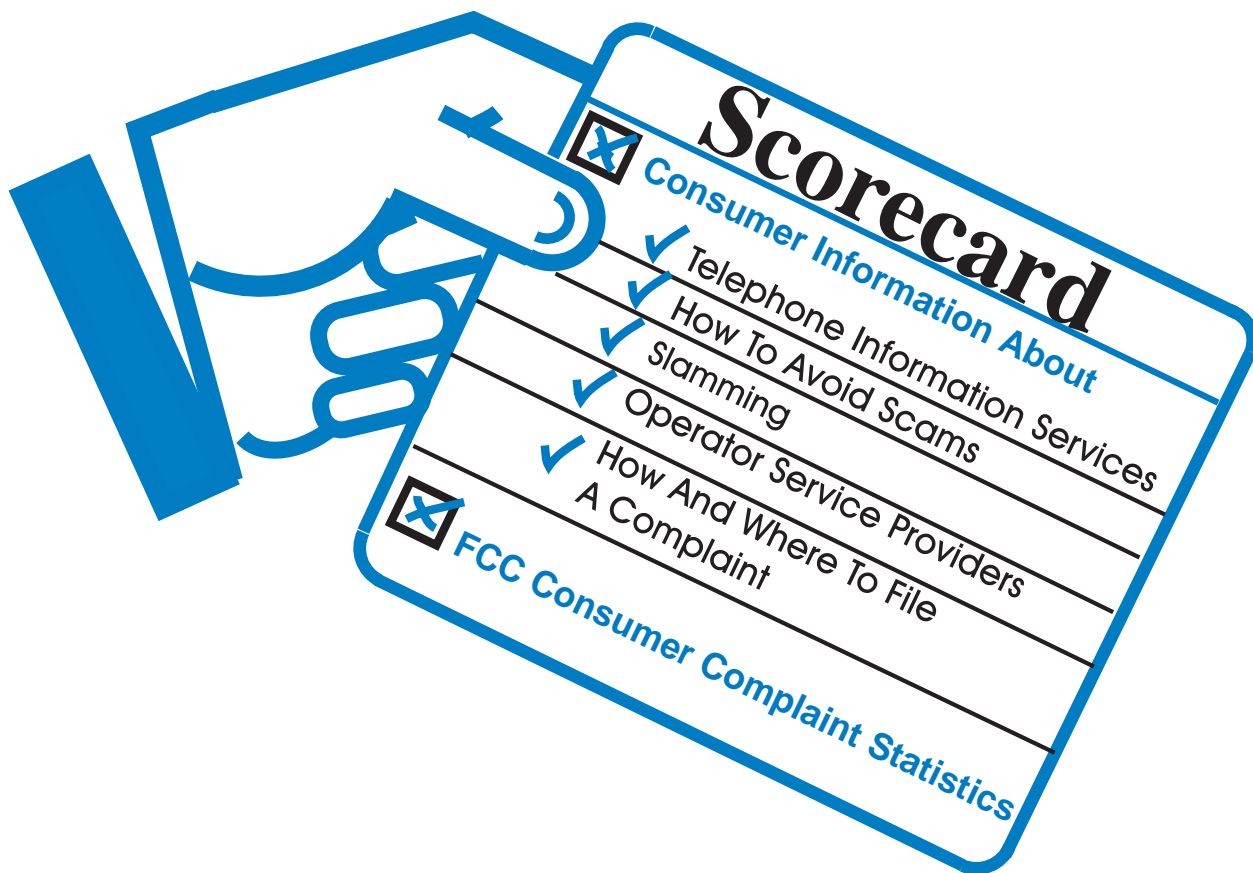 Scorecard
Consumer Information About
Telephone Information Services
How To Avoid Scams
Slamming
Operator Service Providers
How And Where To File
A Complaint
FCC Consumer Complaint Statistics